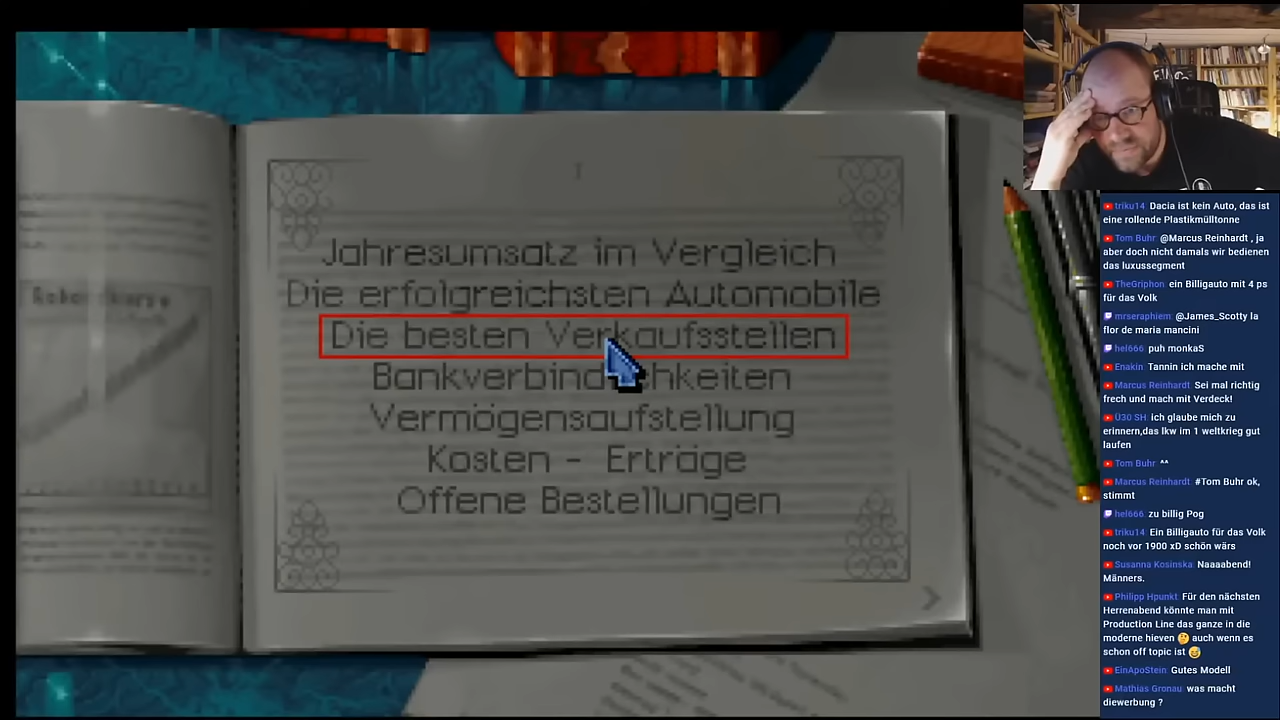 I
Jahresumsatz im Vergleich
Die erfolgreichsten Automobile
Die besten Verkaufsstellen
Bankverbindlichkeiten
Vermögensaufstellung
Kosten - Erträge
Offene Bestellungen
>
triku14: Dacia ist kein Auto, das ist
eine rollende Plastikmülltonne
Tom Buhr: @Marcus Reinhardt , ja
aber doch nicht damals wir bedienen
das luxussegment
TheGriphon: ein Billigauto mit 4 ps
für das Volk
mrseraphiem: @James_Scotty la
flor de maria mancini
hel666: puh monkaS
Enakin: Tannin ich mache mit
Marcus Reinhardt: Sei mal richtig
frech und mach mit Verdeck!
Ü30 SH: ich glaube mich zu
erinnern,das lkw im 1 weltkrieg gut
laufen
Tom Buhr: ^^
Marcus Reinhardt: #Tom Buhr ok,
stimmt
hel666: zu billig Pog
triku14: Ein Billigauto für das Volk
noch vor 1900 xD schön wärs
Susanna Kosinska: Naaaabend!
Männers.
Philipp Hpunkt: Für den nächsten
Herrenabend könnte man mit
Production Line das ganze in die
moderne hieven 🤔 auch wenn es
schon off topic ist 😅
EinApoStein: Gutes Modell
Mathias Gronau: was macht
diewerbung ?